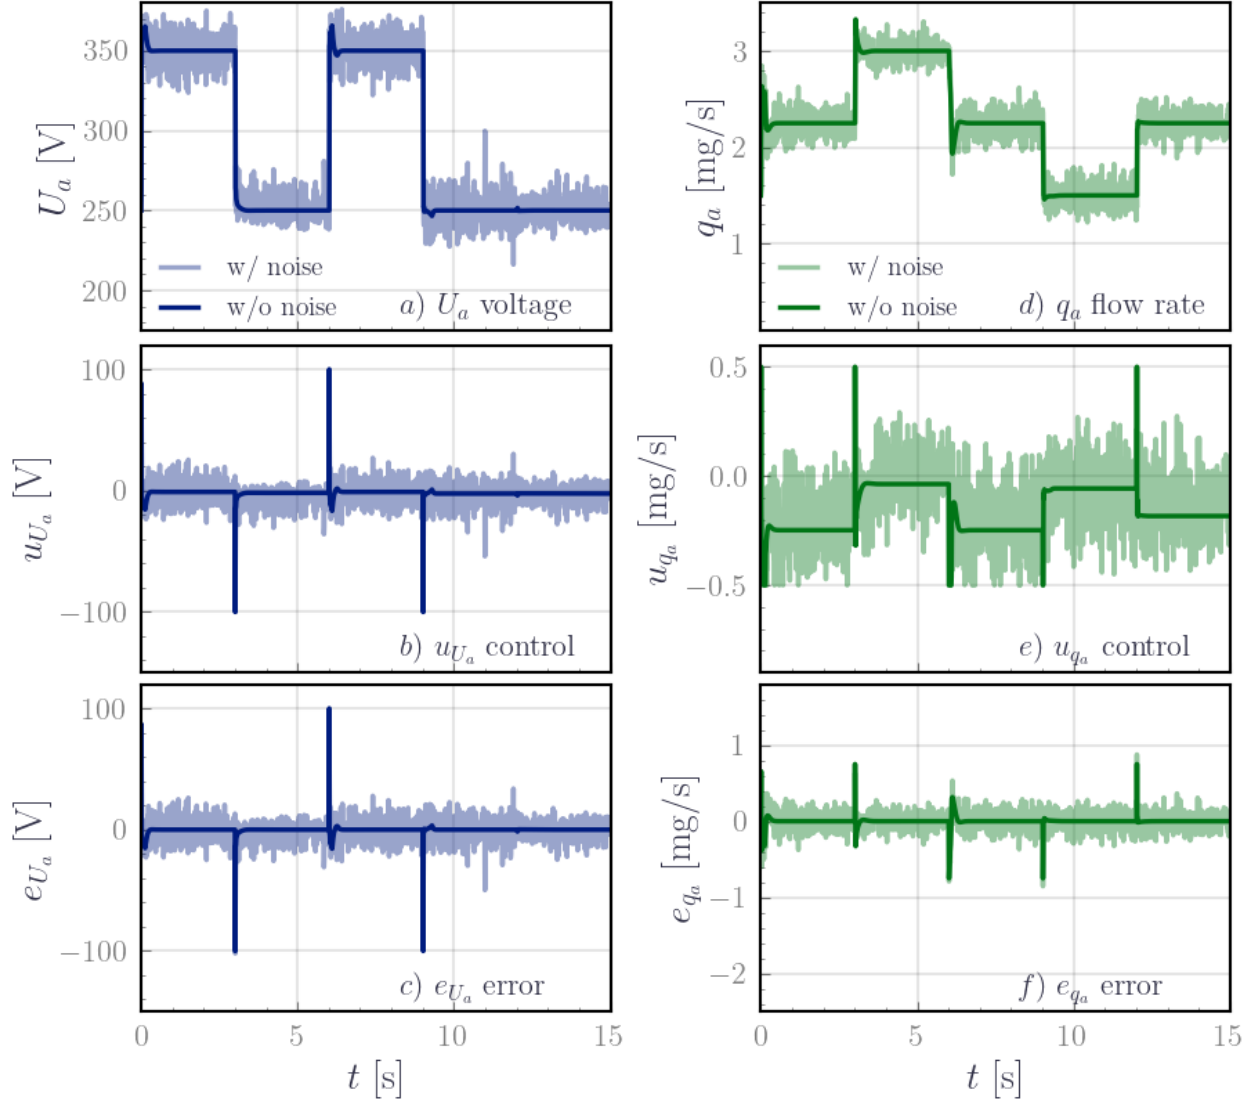 350
300
250
200
U_a [V]
w/ noise
w/o noise
a) U_a voltage
3
2
1
q_a [mg/s]
w/ noise
w/o noise
d) q_a flow rate
100
0
−100
u_{U_a} [V]
b) u_{U_a} control
0.5
0.0
−0.5
u_{q_a} [mg/s]
e) u_{q_a} control
100
0
−100
e_{U_a} [V]
c) e_{U_a} error
0 5 10 15
t [s]
1
0
−1
−2
e_{q_a} [mg/s]
f) e_{q_a} error
0 5 10 15
t [s]